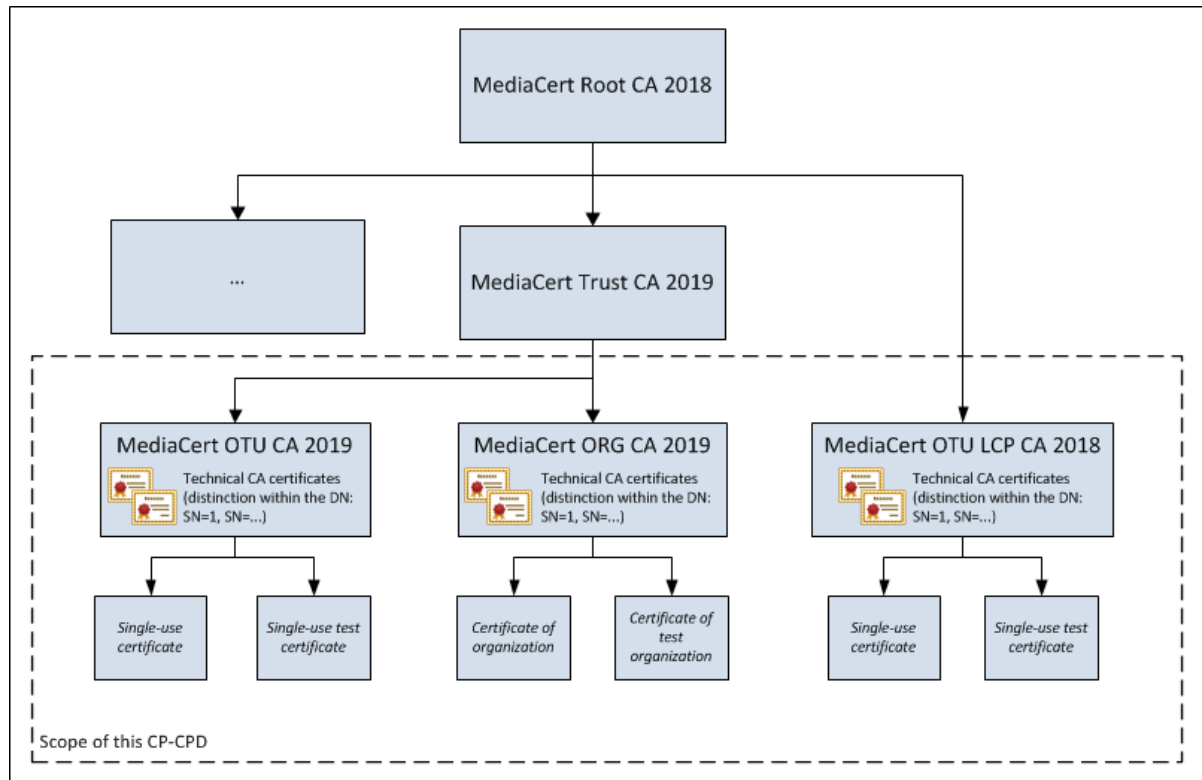 MediaCert Root CA 2018
...
MediaCert Trust CA 2019
MediaCert OTU CA 2019
Technical CA certificates
(distinction within the DN:
SN=1, SN=...)
MediaCert ORG CA 2019
Technical CA certificates
(distinction within the DN:
SN=1, SN=...)
MediaCert OTU LCP CA 2018
Technical CA certificates
(distinction within the DN:
SN=1, SN=...)
Single-use
certificate
Single-use test
certificate
Certificate of
organization
Certificate of
test
organization
Single-use
certificate
Single-use test
certificate
Scope of this CP-CPD